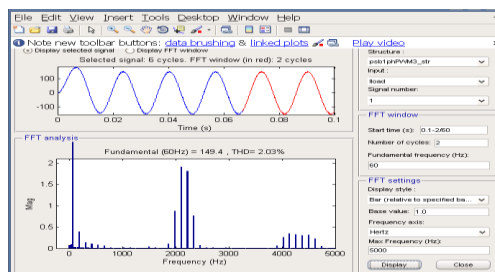 File Edit View Insert Tools Desktop Window Help
Note new toolbar buttons: data brushing & linked plots Play video
Display selected signal Display FFT window
Selected signal: 6 cycles. FFT window (in red): 2 cycles
100
0
-100
0 0.02 0.04 0.06 0.08 0.1
Time (s)
FFT analysis
Fundamental (60Hz) = 149.4 , THD= 2.03%
2
1.5
1
0.5
0
Mag
0 1000 2000 3000 4000 5000
Frequency (Hz)
Structure :
psb1phPWM3_str
Input :
Iload
Signal number:
1
FFT window
Start time (s): 0.1-2/60
Number of cycles: 2
Fundamental frequency (Hz):
60
FFT settings
Display style :
Bar (relative to specified ba...
Base value: 1.0
Frequency axis:
Hertz
Max Frequency (Hz):
5000
Display Close